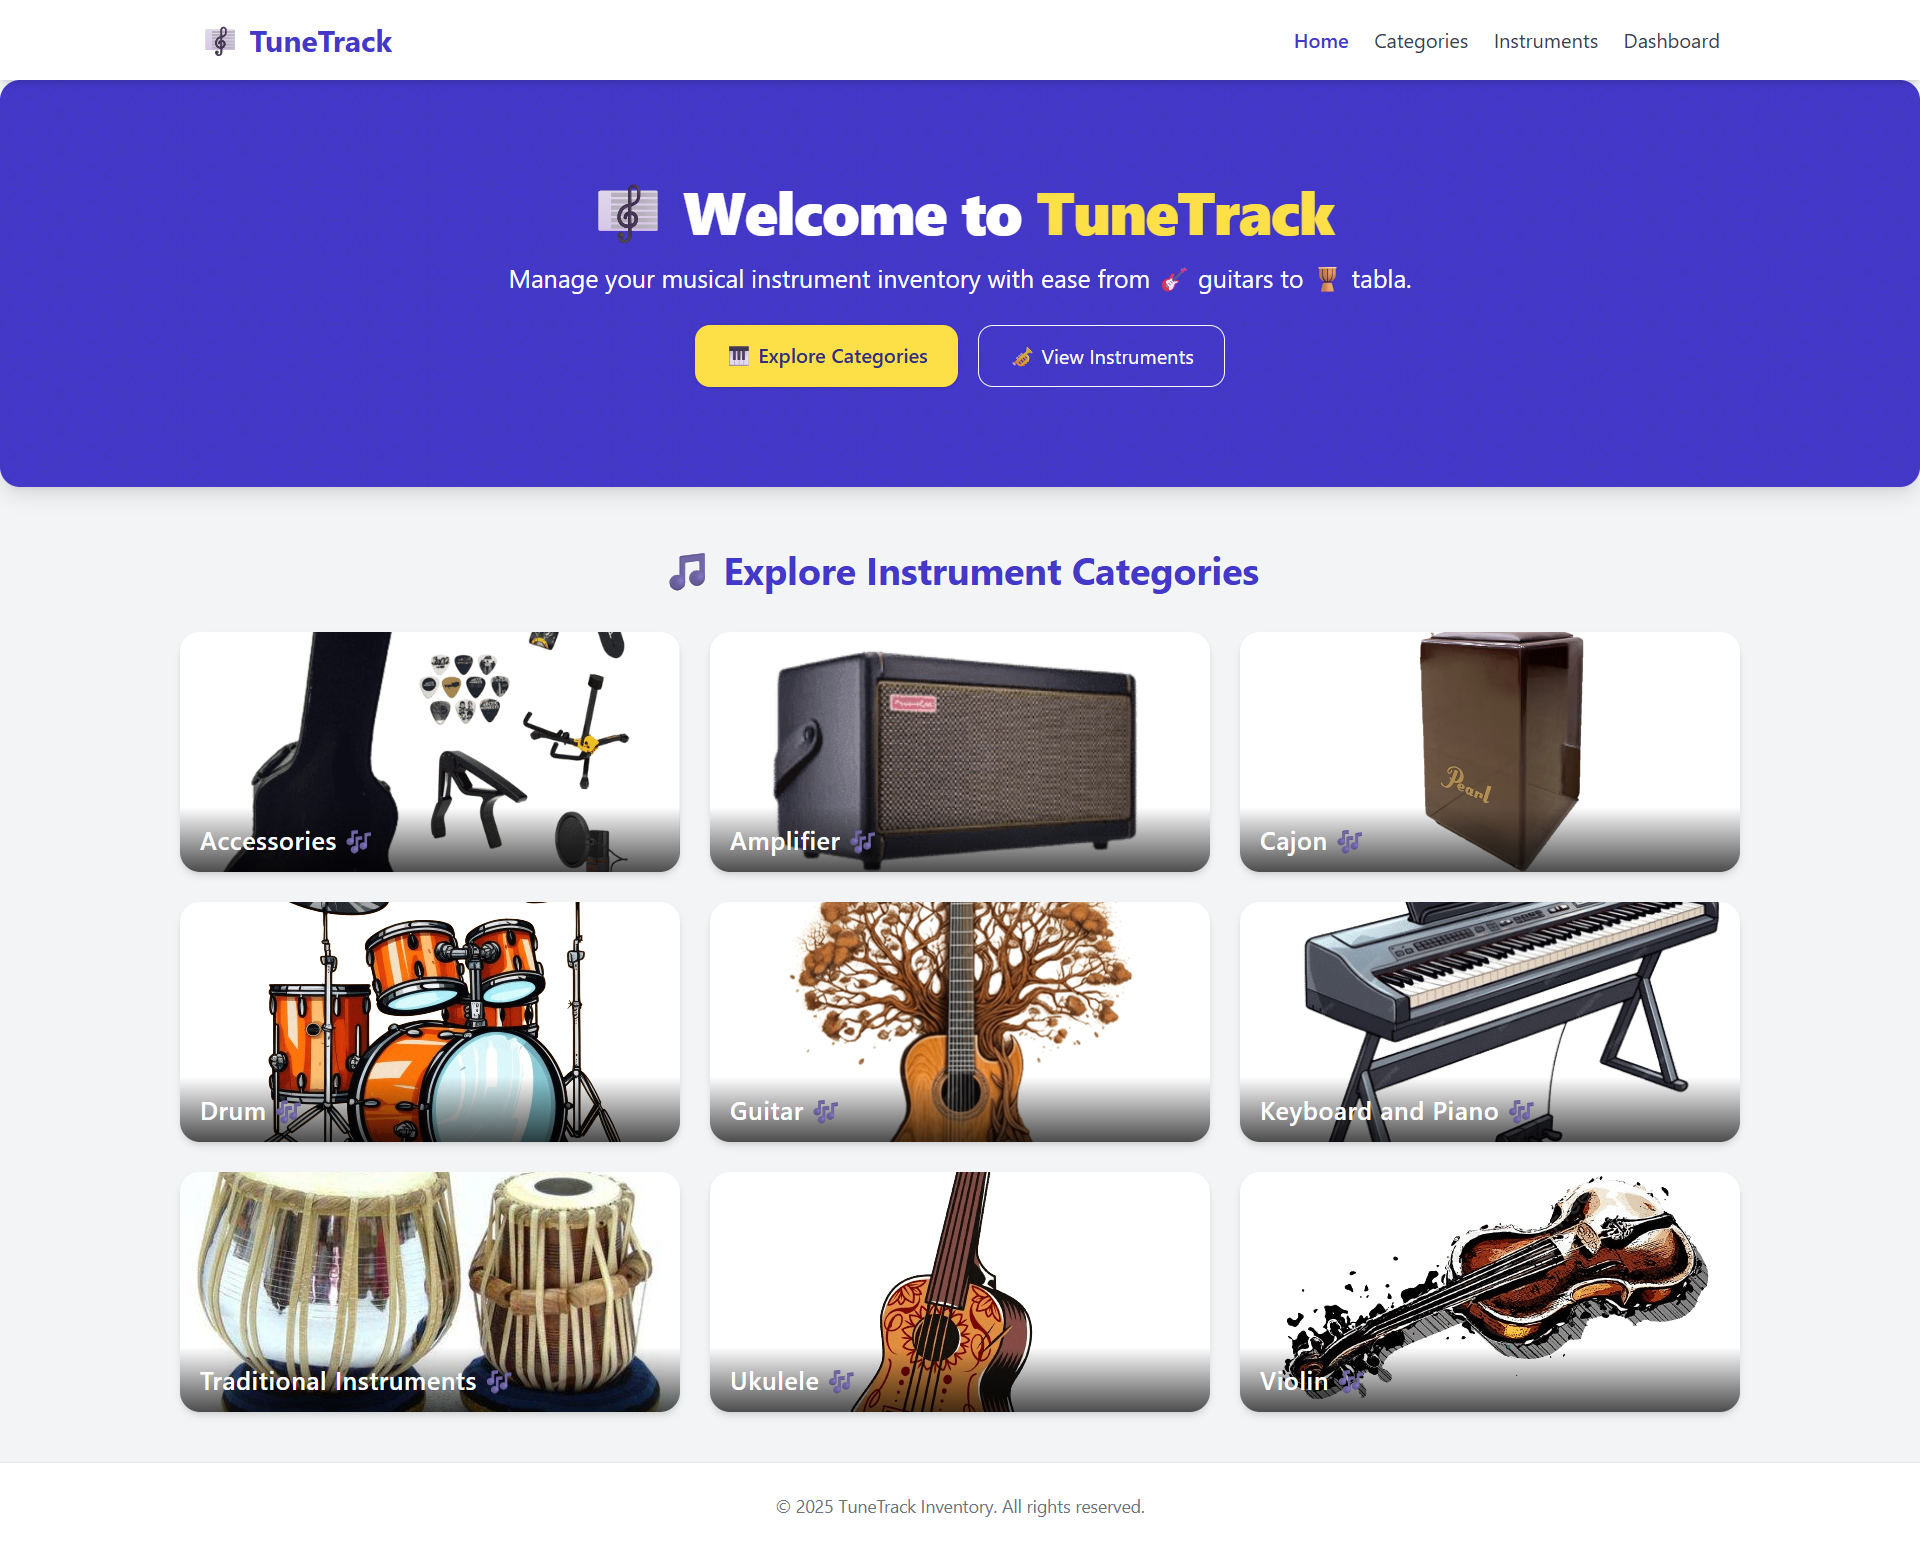 TuneTrack
Home Categories Instruments Dashboard
Welcome to TuneTrack
Manage your musical instrument inventory with ease from 🎸 guitars to 🪘 tabla.
🎹 Explore Categories
🎺 View Instruments
🎵 Explore Instrument Categories
Accessories 🎶
Amplifier 🎶
Pearl
Cajon 🎶
Drum 🎶
Guitar 🎶
Keyboard and Piano 🎶
Traditional Instruments 🎶
Ukulele 🎶
Violin 🎶
© 2025 TuneTrack Inventory. All rights reserved.